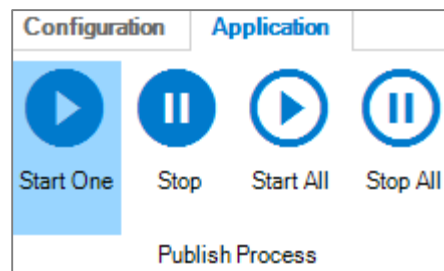 Configuration Application
Start One Stop Start All Stop All
Publish Process